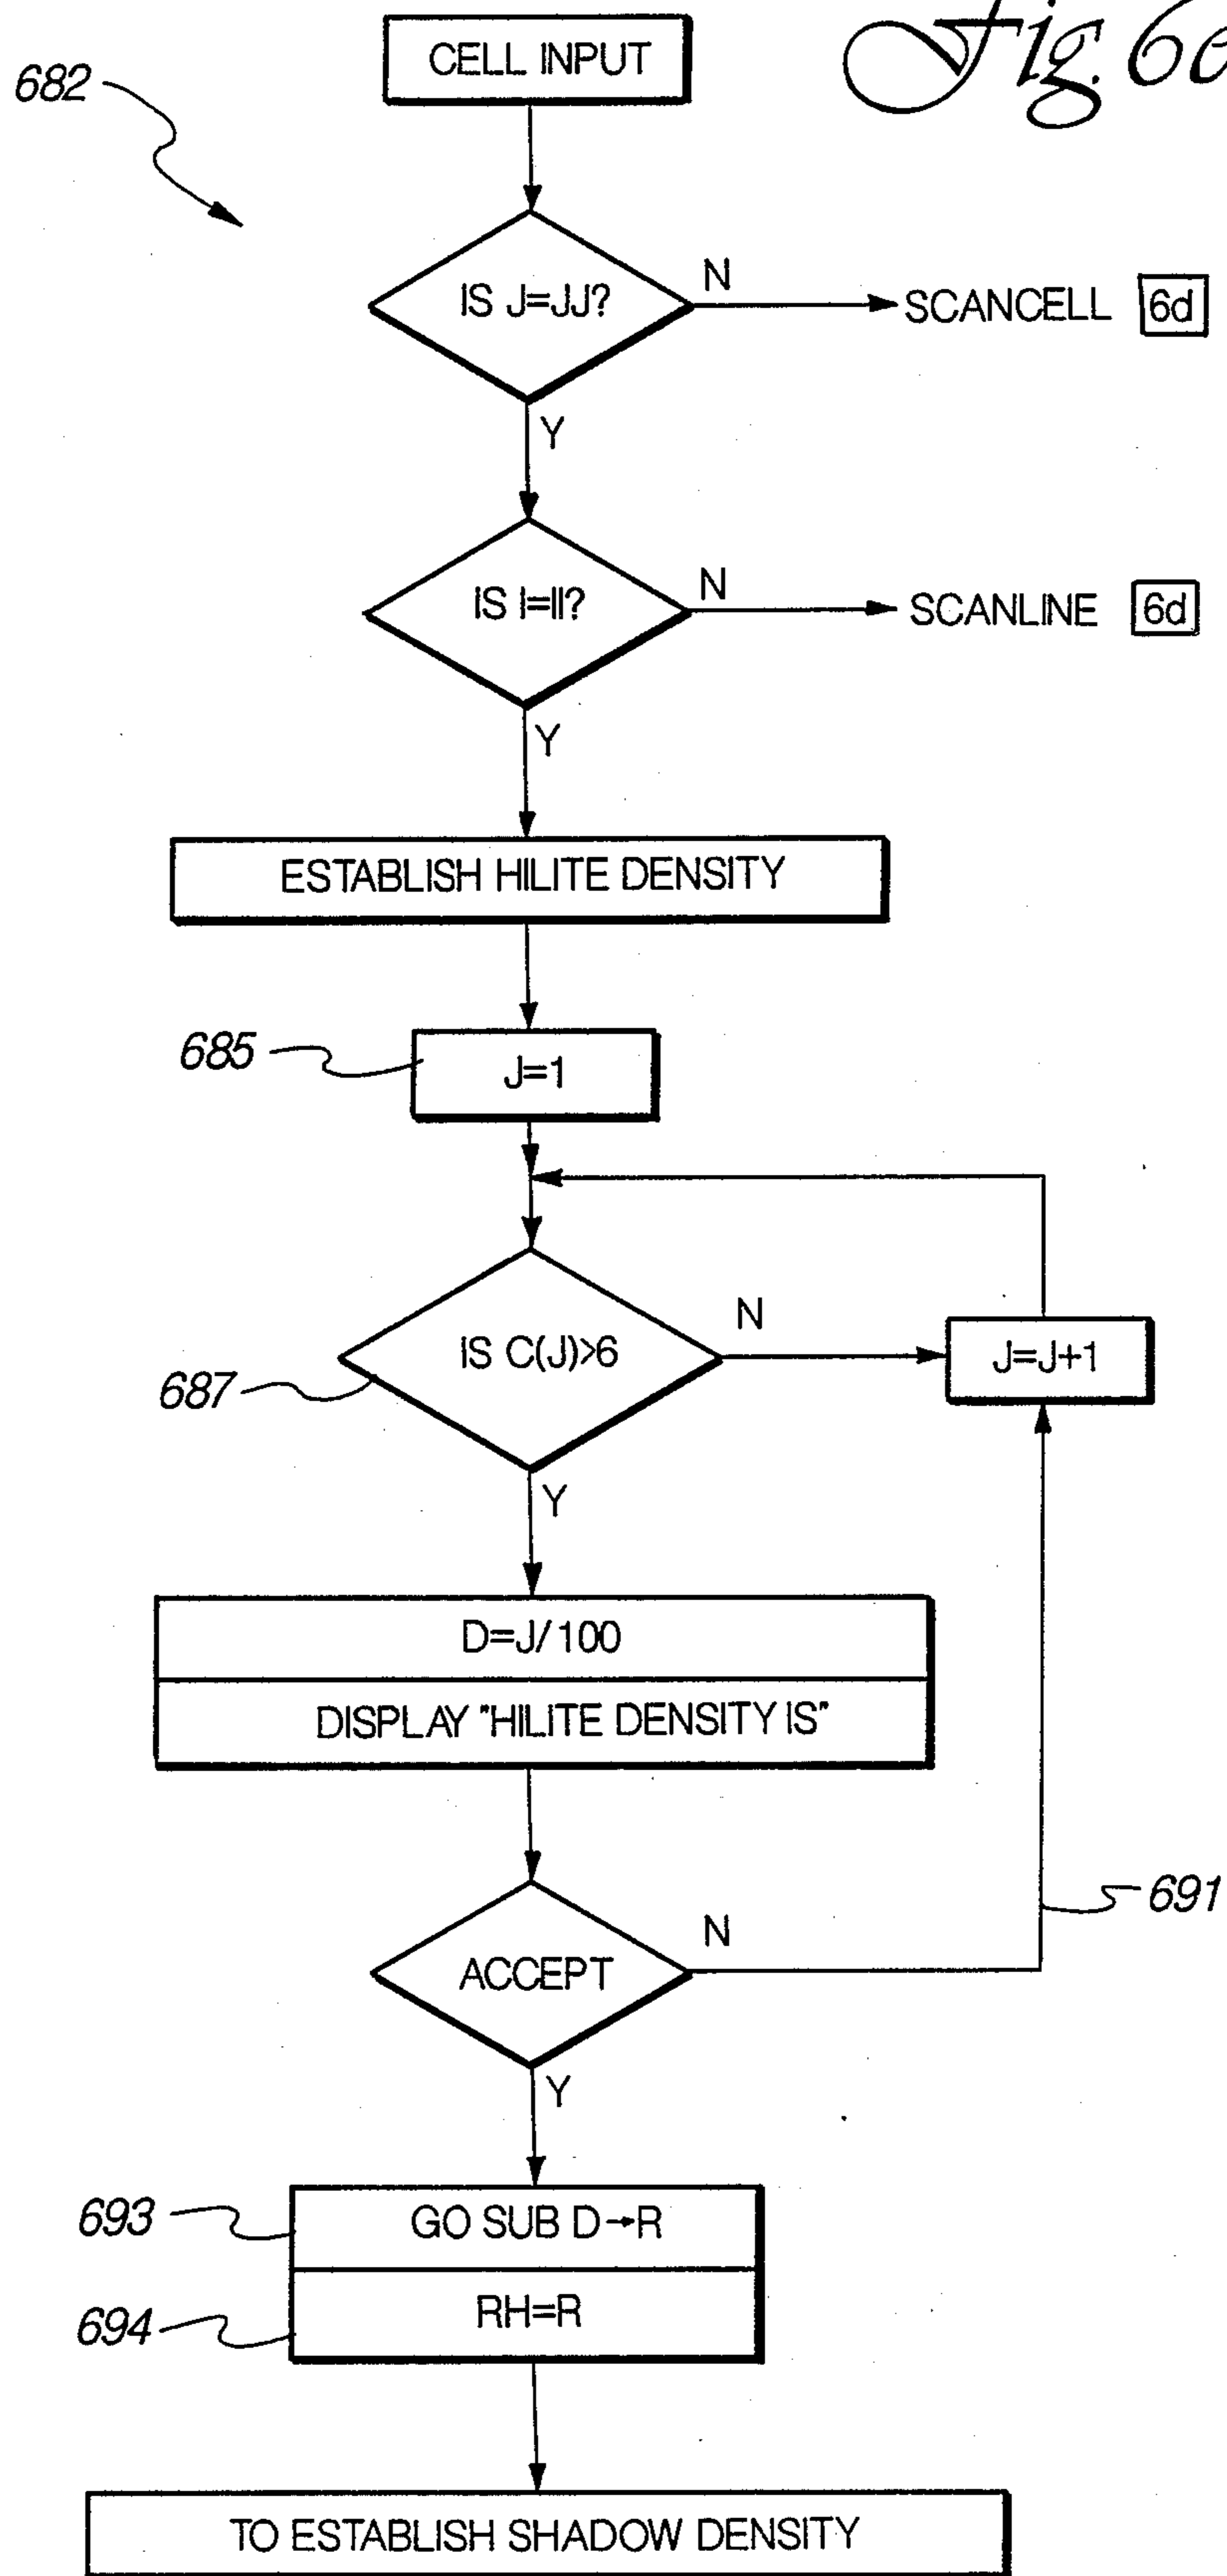 Fig. 6e
CELL INPUT
682
IS J=JJ?
N
SCANCELL
6d
Y
IS I=II?
N
SCANLINE
6d
Y
ESTABLISH HILITE DENSITY
685
J=1
IS C(J)>6
N
J=J+1
687
Y
D=J/100
DISPLAY "HILITE DENSITY IS"
691
ACCEPT
N
Y
693
GO SUB D→R
694
RH=R
TO ESTABLISH SHADOW DENSITY